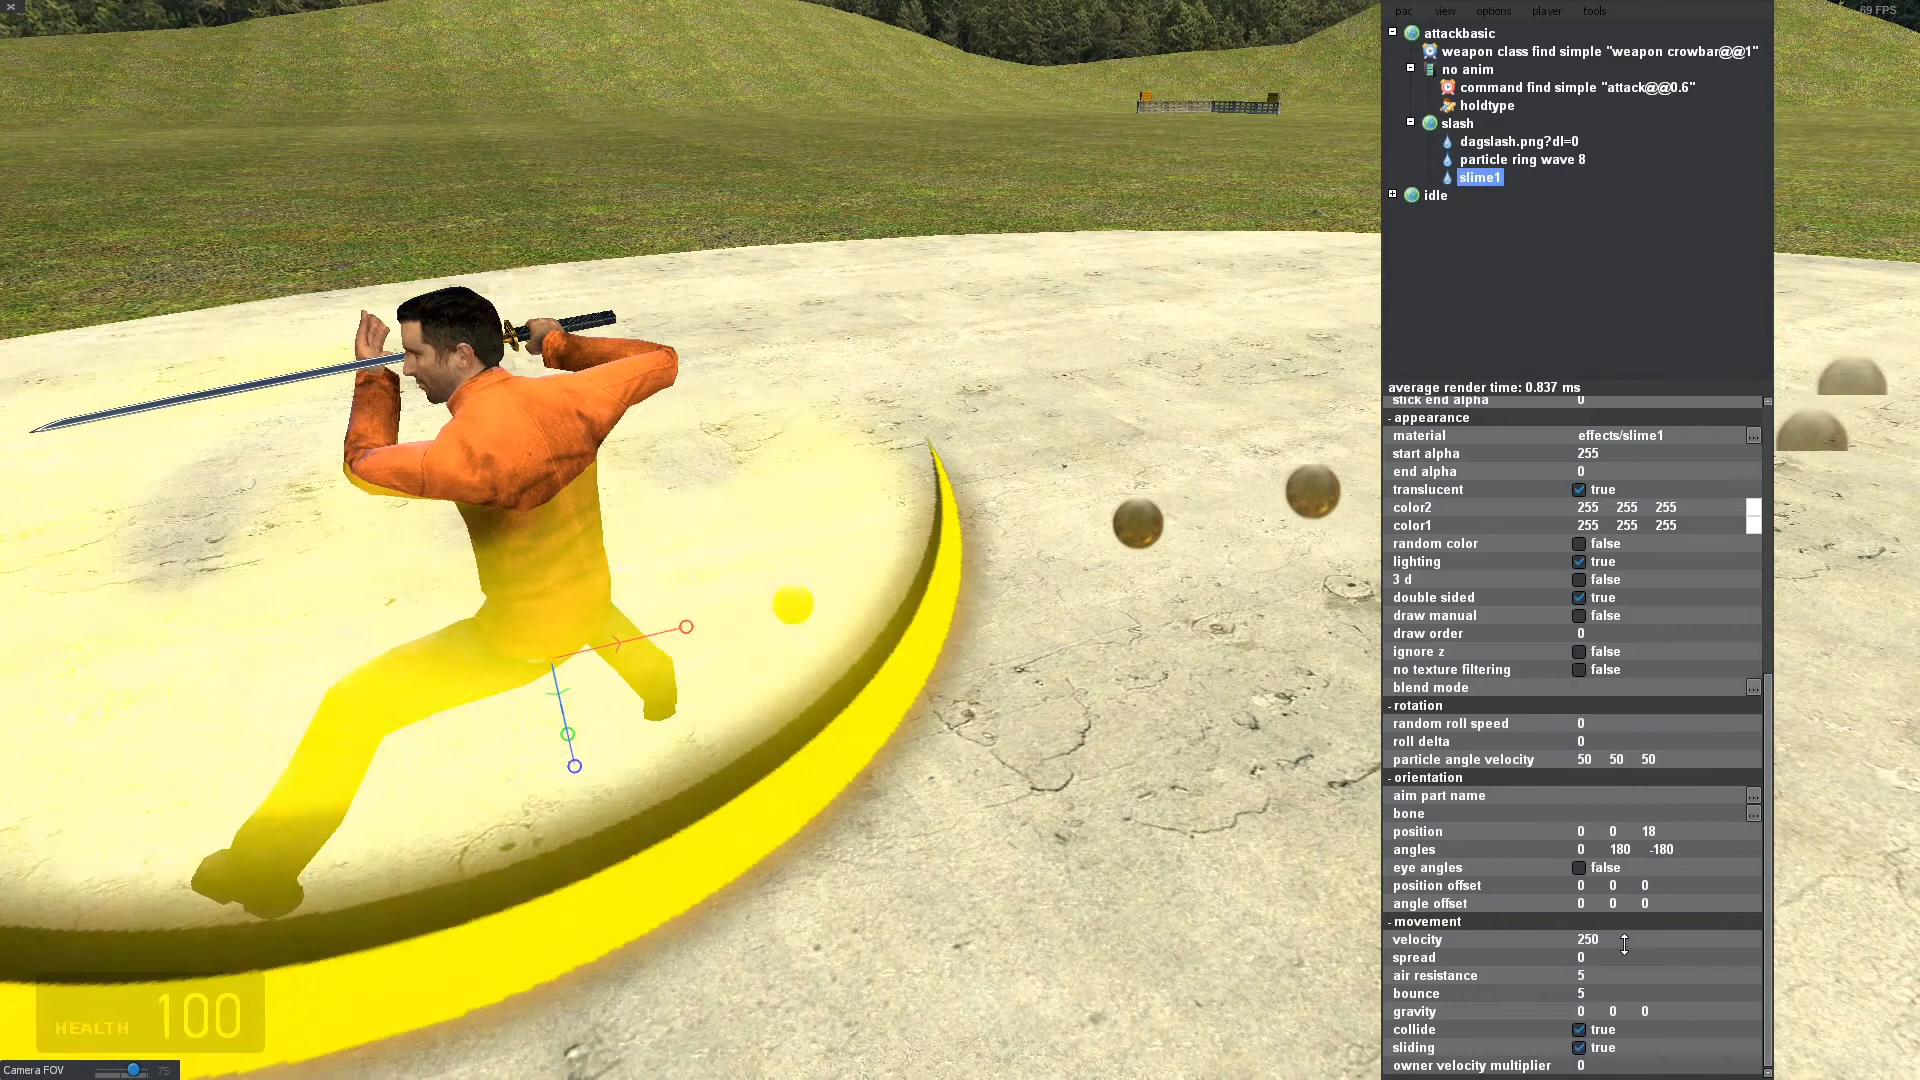 pac view options player tools
69 FPS
attackbasic
weapon class find simple "weapon crowbar@@1"
no anim
command find simple "attack@@0.6"
holdtype
slash
dagslash.png?dl=0
particle ring wave 8
slime1
idle
average render time: 0.837 ms
stick end alpha 0
- appearance
material effects/slime1 ...
start alpha 255
end alpha 0
translucent true
color2 255 255 255
color1 255 255 255
random color false
lighting true
3 d false
double sided true
draw manual false
draw order 0
ignore z false
no texture filtering false
blend mode ...
- rotation
random roll speed 0
roll delta 0
particle angle velocity 50 50 50
- orientation
aim part name ...
bone ...
position 0 0 18
angles 0 180 -180
eye angles false
position offset 0 0 0
angle offset 0 0 0
- movement
velocity 250
spread 0
air resistance 5
bounce 5
gravity 0 0 0
collide true
sliding true
owner velocity multiplier 0
HEALTH 100
Camera FOV 75